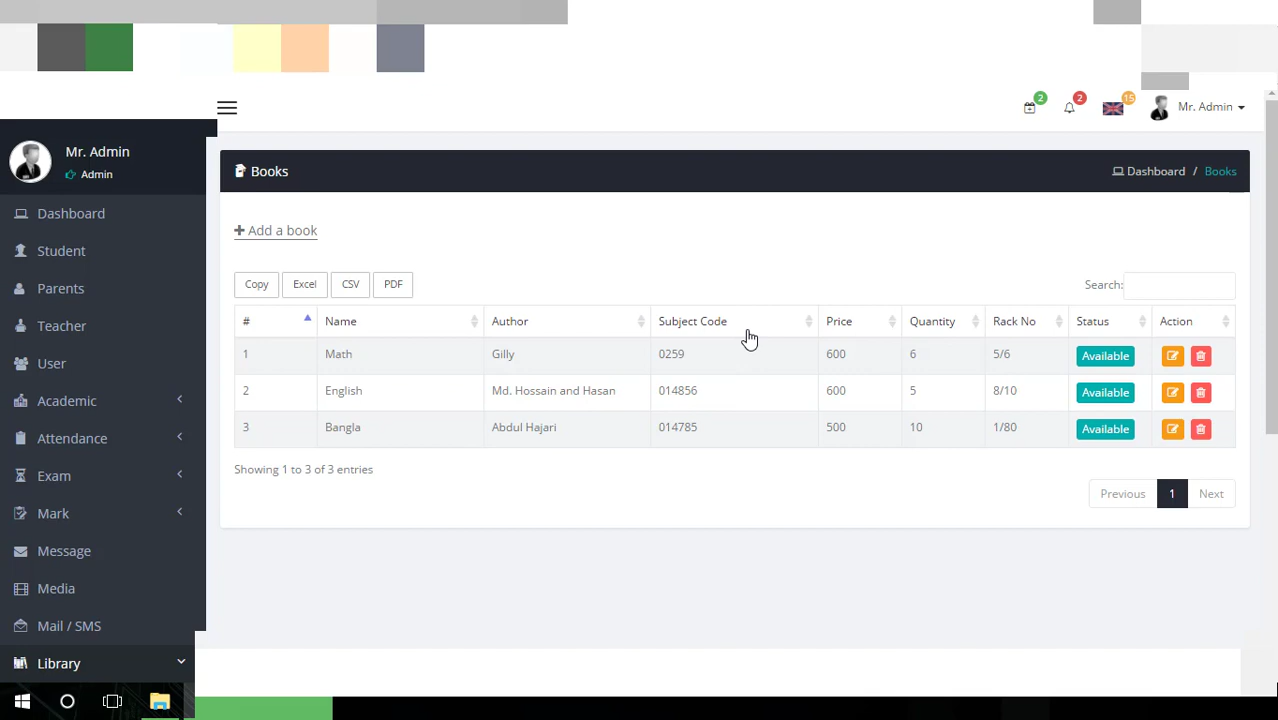 2 2 15 Mr. Admin
Mr. Admin
Admin
Books Dashboard / Books
Dashboard
Student
Parents
Teacher
User
Academic
Attendance
Exam
Mark
Message
Media
Mail / SMS
Library
+ Add a book
Copy Excel CSV PDF Search:
# Name Author Subject Code Price Quantity Rack No Status Action
1 Math Gilly 0259 600 6 5/6 Available
2 English Md. Hossain and Hasan 014856 600 5 8/10 Available
3 Bangla Abdul Hajari 014785 500 10 1/80 Available
Showing 1 to 3 of 3 entries
Previous 1 Next